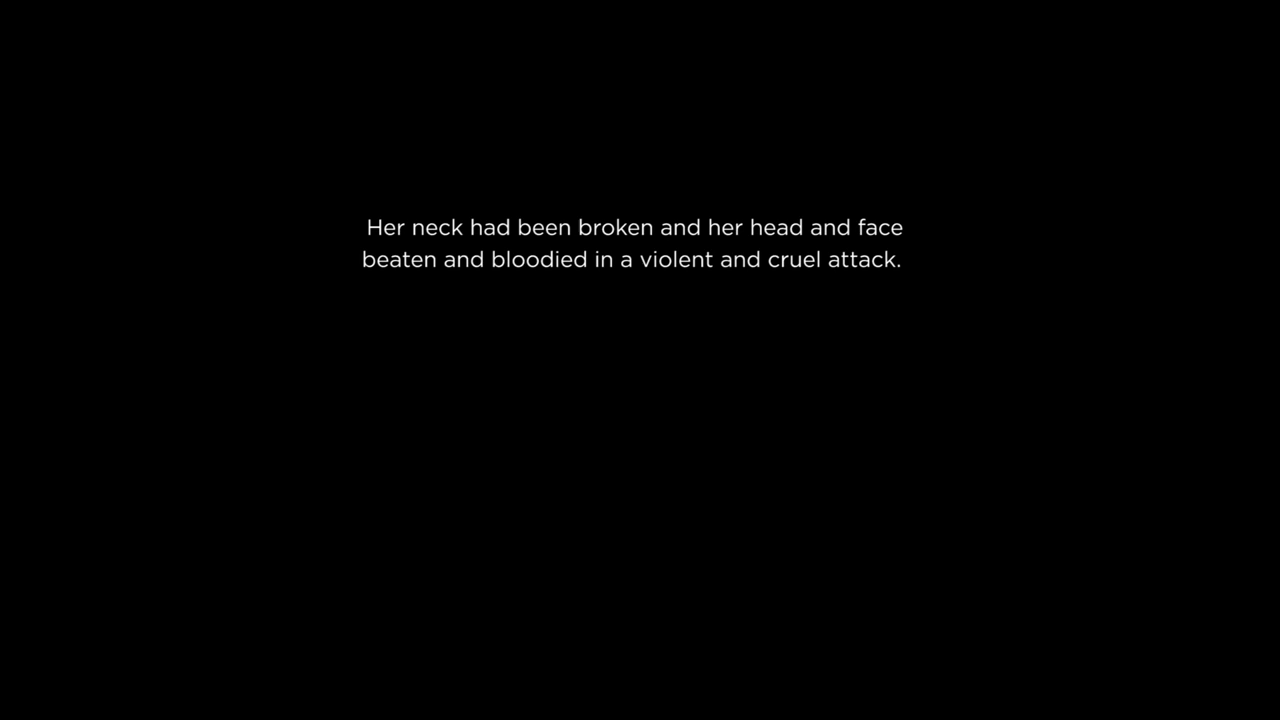 Her neck had been broken and her head and face
beaten and bloodied in a violent and cruel attack.